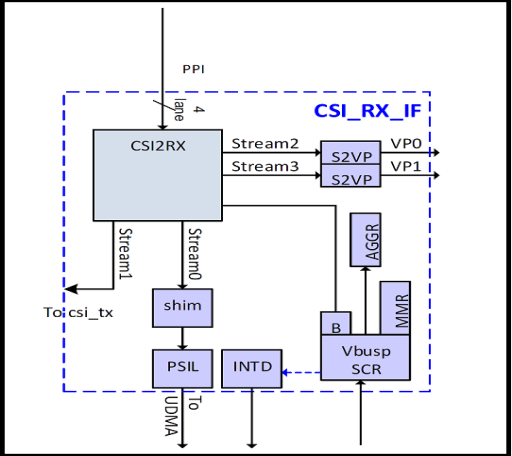 PPI
4
lane
CSI_RX_IF
CSI2RX
Stream2
S2VP
VP0
Stream3
S2VP
VP1
Stream1
Stream0
AGGR
To csi_tx
shim
MMR
B
PSIL
INTD
Vbusp
SCR
To
UDMA